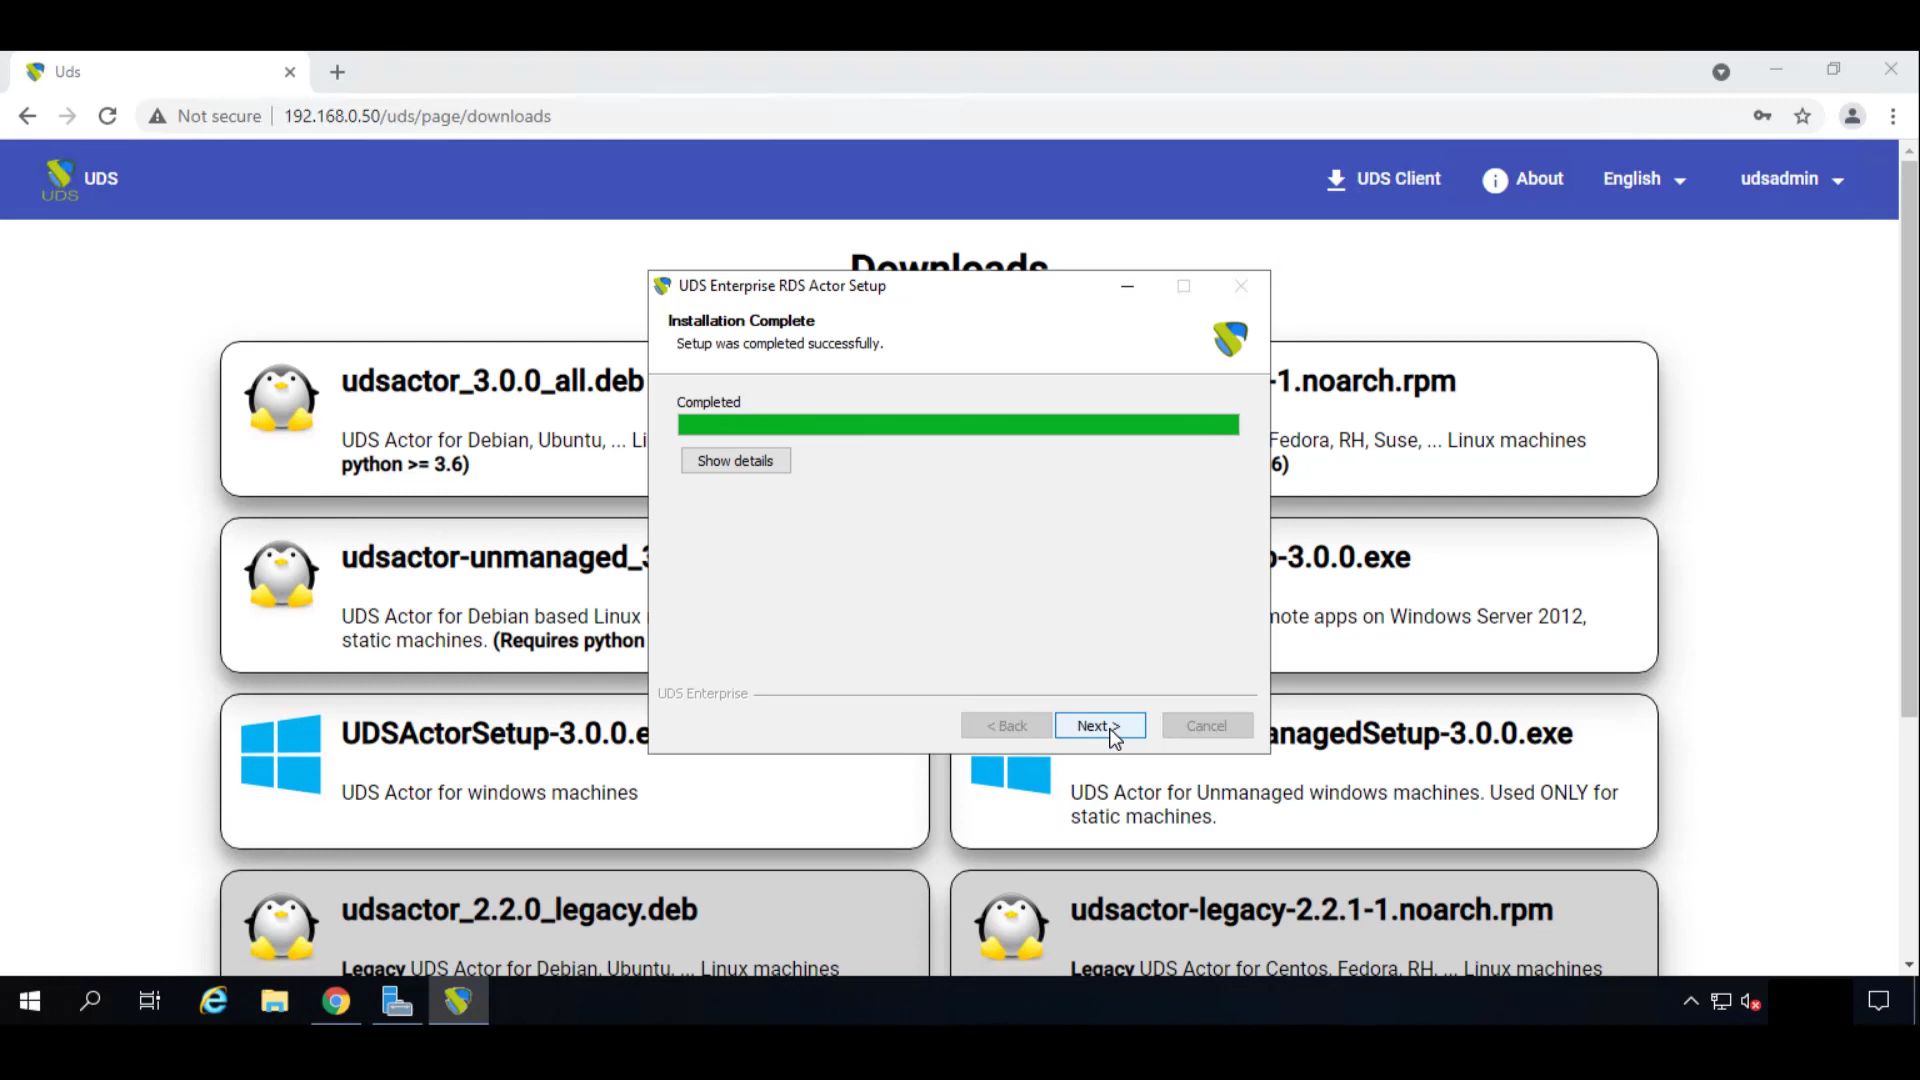 Uds
Not secure
192.168.0.50/uds/page/downloads
UDS
UDS
UDS Client
About
English
udsadmin
Downloads
UDS Enterprise RDS Actor Setup
Installation Complete
Setup was completed successfully.
Completed
Show details
UDS Enterprise
< Back
Next >
Cancel
udsactor_3.0.0_all.deb
UDS Actor for Debian, Ubuntu, ... Li
python >= 3.6)
-1.noarch.rpm
Fedora, RH, Suse, ... Linux machines
6)
udsactor-unmanaged_3
UDS Actor for Debian based Linux
static machines. (Requires python
-3.0.0.exe
mote apps on Windows Server 2012,
UDSActorSetup-3.0.0.e
UDS Actor for windows machines
anagedSetup-3.0.0.exe
UDS Actor for Unmanaged windows machines. Used ONLY for
static machines.
udsactor_2.2.0_legacy.deb
Legacy UDS Actor for Debian, Ubuntu, ... Linux machines
udsactor-legacy-2.2.1-1.noarch.rpm
Legacy UDS Actor for Centos, Fedora, RH, ... Linux machines